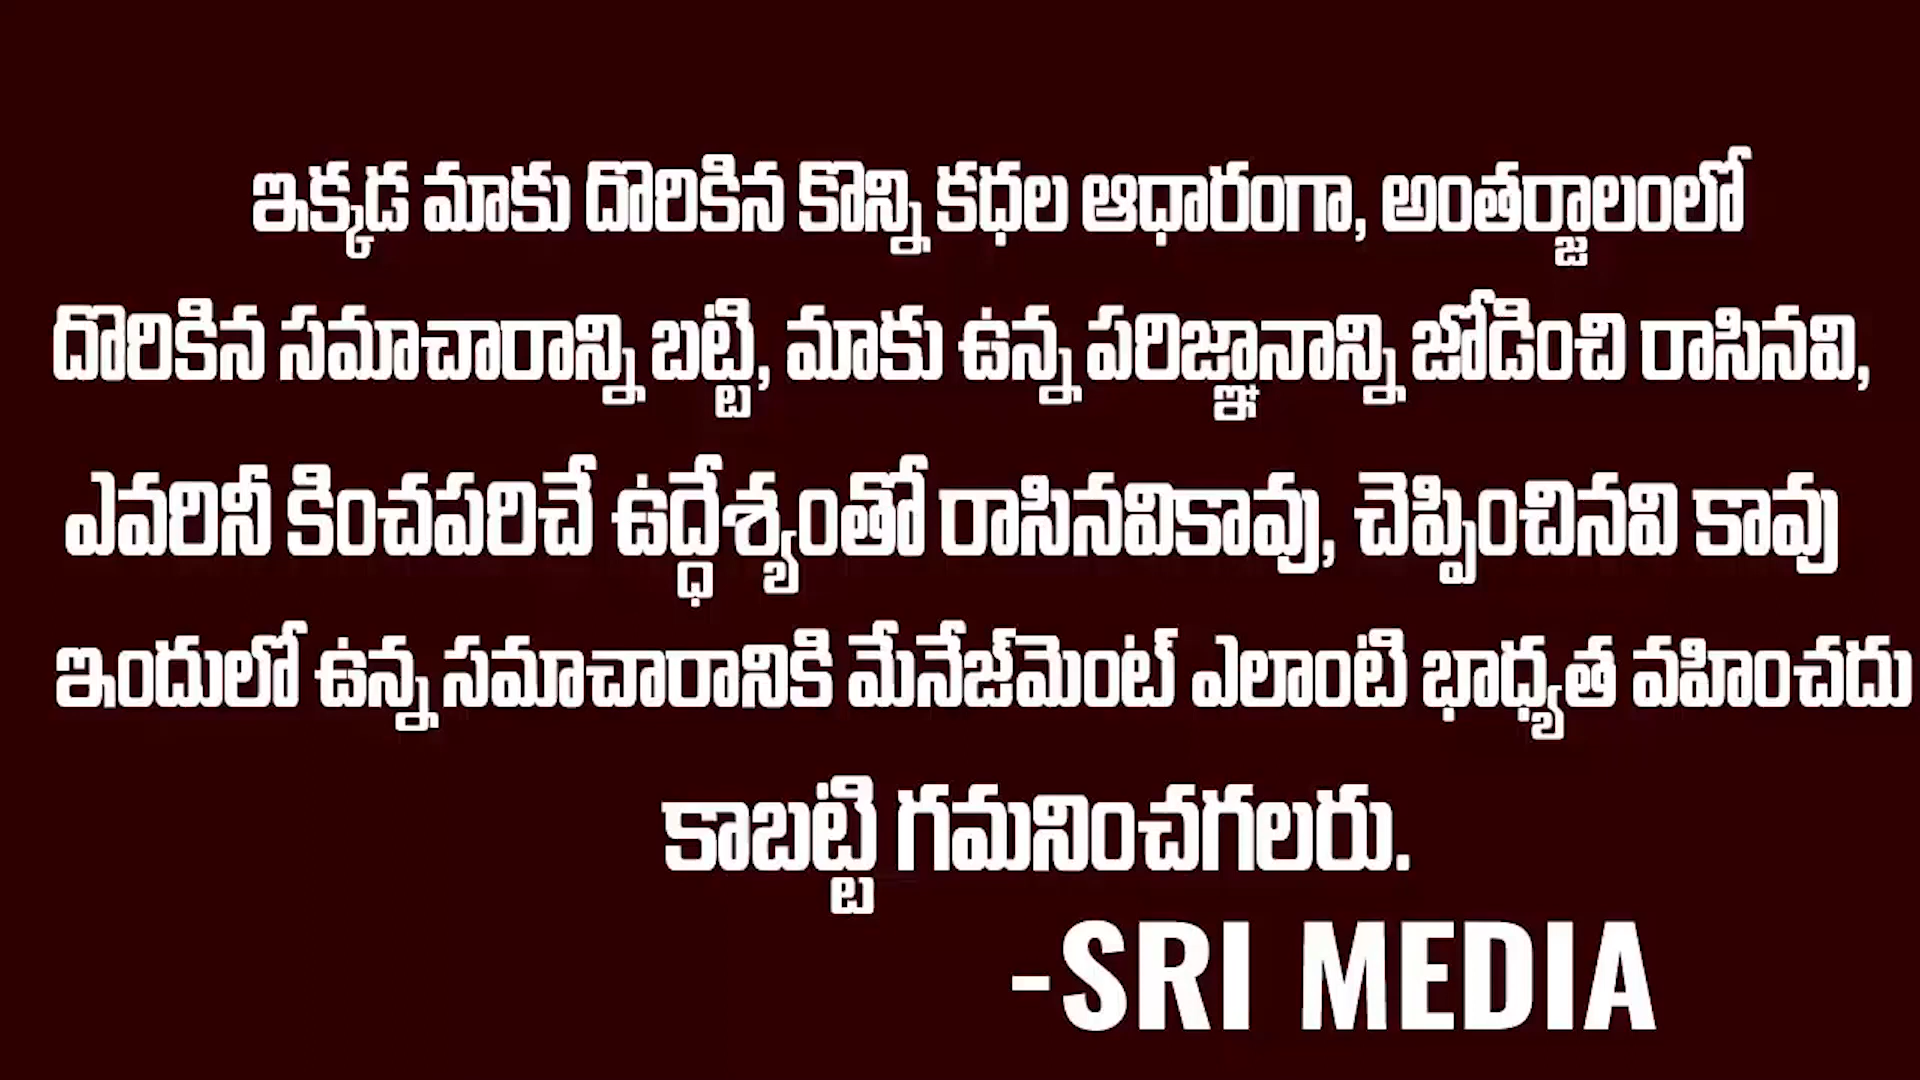 ఇక్కడ మాకు దొరికిన కొన్ని కధల ఆధారంగా, అంతర్జాలంలో
దొరికిన సమాచారాన్ని బట్టి, మాకు ఉన్న పరిజ్ఞానాన్ని జోడించి రాసినవి,
ఎవరినీ కించపరిచే ఉద్ధేశ్యంతో రాసినవికావు, చెప్పించినవి కావు
ఇందులో ఉన్న సమాచారానికి మేనేజ్‌మెంట్ ఎలాంటి భాధ్యత వహించదు
కాబట్టి గమనించగలరు.
-SRI MEDIA